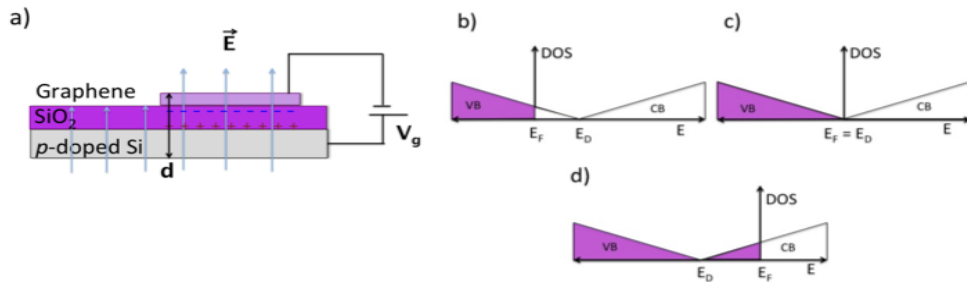 a)
E
Graphene
SiO2
p-doped Si
d
Vg
- - - - - - - -
+ + + + + + + +
b)
DOS
VB
CB
EF
ED
E
c)
DOS
VB
CB
EF = ED
E
d)
DOS
VB
CB
ED
EF
E